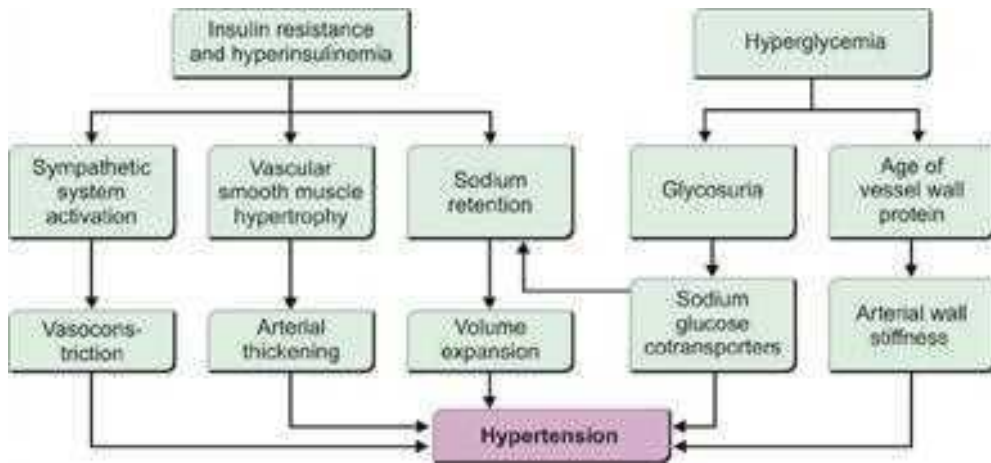 Insulin resistance
and hyperinsulinemia
Hyperglycemia
Sympathetic
system
activation
Vascular
smooth muscle
hypertrophy
Sodium
retention
Glycosuria
Age of
vessel wall
protein
Vasocons-
triction
Arterial
thickening
Volume
expansion
Sodium
glucose
cotransporters
Arterial wall
stiffness
Hypertension